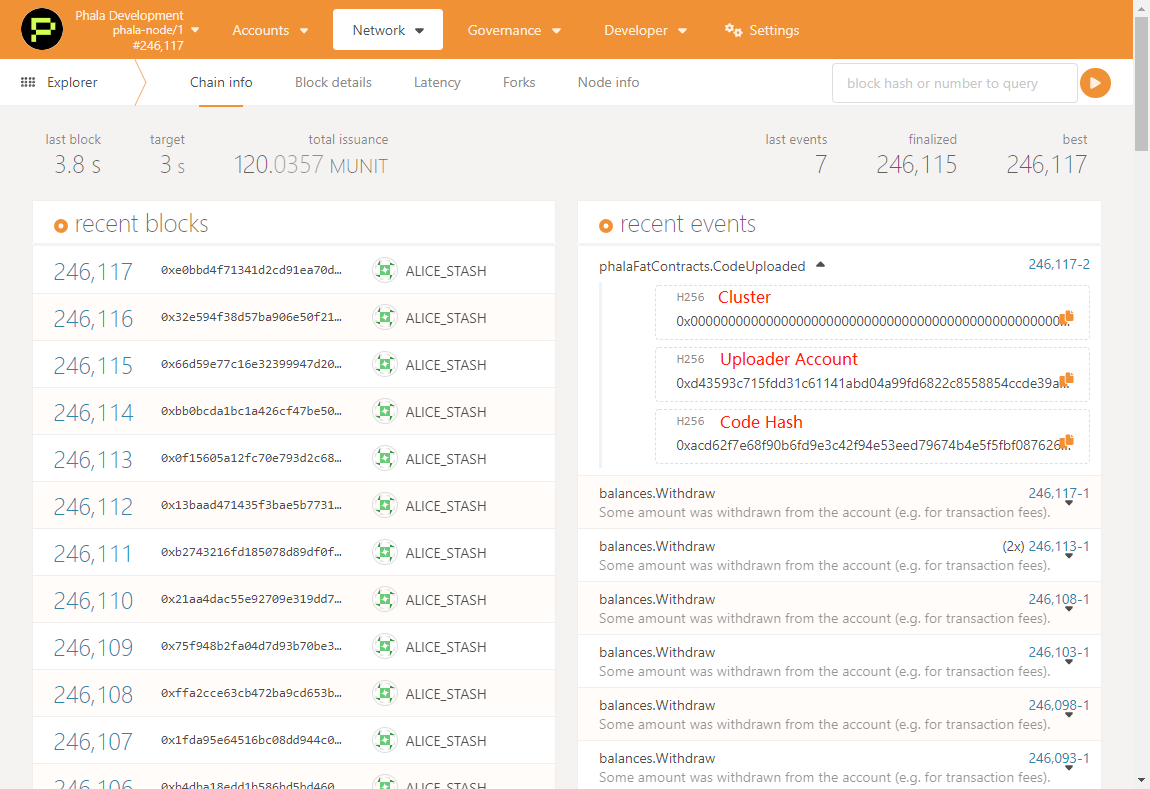 Phala Development
phala-node/1
#246,117
Accounts
Network
Governance
Developer
Settings
Explorer
Chain info
Block details
Latency
Forks
Node info
block hash or number to query
last block
3.8 s
target
3 s
total issuance
120.0357 MUNIT
last events
7
finalized
246,115
best
246,117
recent blocks
246,117 0xe0bbd4f71341d2cd91ea70d… ALICE_STASH
246,116 0x32e594f38d57ba906e50f21… ALICE_STASH
246,115 0x66d59e77c16e32399947d20… ALICE_STASH
246,114 0xbb0bcda1bc1a426cf47be50… ALICE_STASH
246,113 0x0f15605a12fc70e793d2c68… ALICE_STASH
246,112 0x13baad471435f3bae5b7731… ALICE_STASH
246,111 0xb2743216fd185078d89df0f… ALICE_STASH
246,110 0x21aa4dac55e92709e319dd7… ALICE_STASH
246,109 0x75f948b2fa04d7d93b70be3… ALICE_STASH
246,108 0xffa2cce63cb472ba9cd653b… ALICE_STASH
246,107 0x1fda95e64516bc08dd944c0… ALICE_STASH
246,106 0xb4dba18edd1b586bd5bd460… ALICE_STASH
recent events
phalaFatContracts.CodeUploaded 246,117-2
H256 Cluster
H256 Uploader Account
0xd43593c715fdd31c61141abd04a99fd6822c8558854ccde39a…
H256 Code Hash
0xacd62f7e68f90b6fd9e3c42f94e53eed79674b4e5f5fbf087626…
balances.Withdraw 246,117-1
Some amount was withdrawn from the account (e.g. for transaction fees).
balances.Withdraw (2x) 246,113-1
Some amount was withdrawn from the account (e.g. for transaction fees).
balances.Withdraw 246,108-1
Some amount was withdrawn from the account (e.g. for transaction fees).
balances.Withdraw 246,103-1
Some amount was withdrawn from the account (e.g. for transaction fees).
balances.Withdraw 246,098-1
Some amount was withdrawn from the account (e.g. for transaction fees).
balances.Withdraw 246,093-1
Some amount was withdrawn from the account (e.g. for transaction fees).